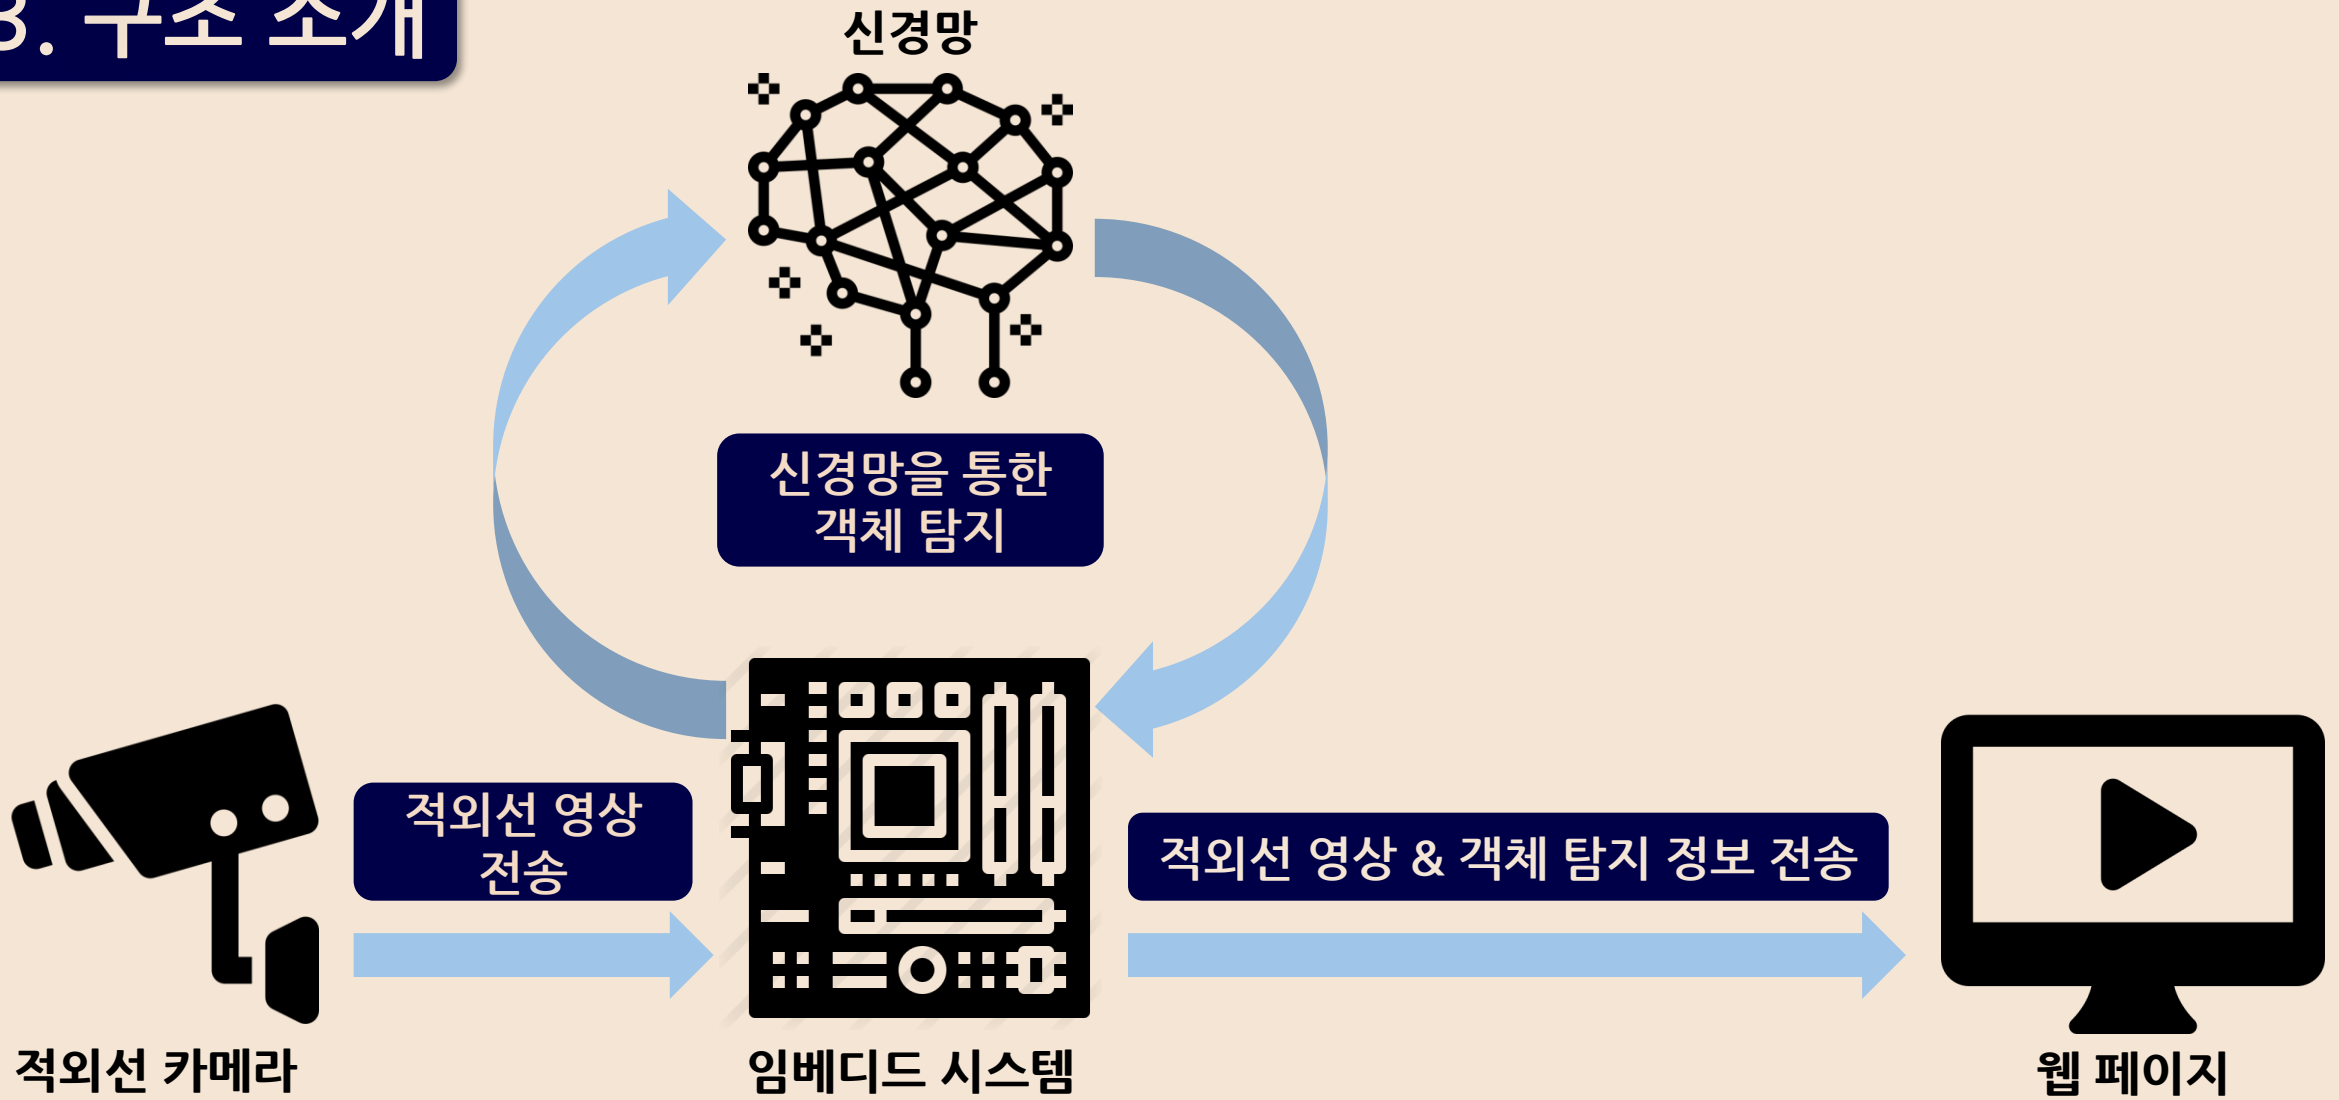 3. 구조 소개
신경망
신경망을 통한
객체 탐지
적외선 영상
전송
적외선 영상 & 객체 탐지 정보 전송
적외선 카메라
임베디드 시스템
웹 페이지